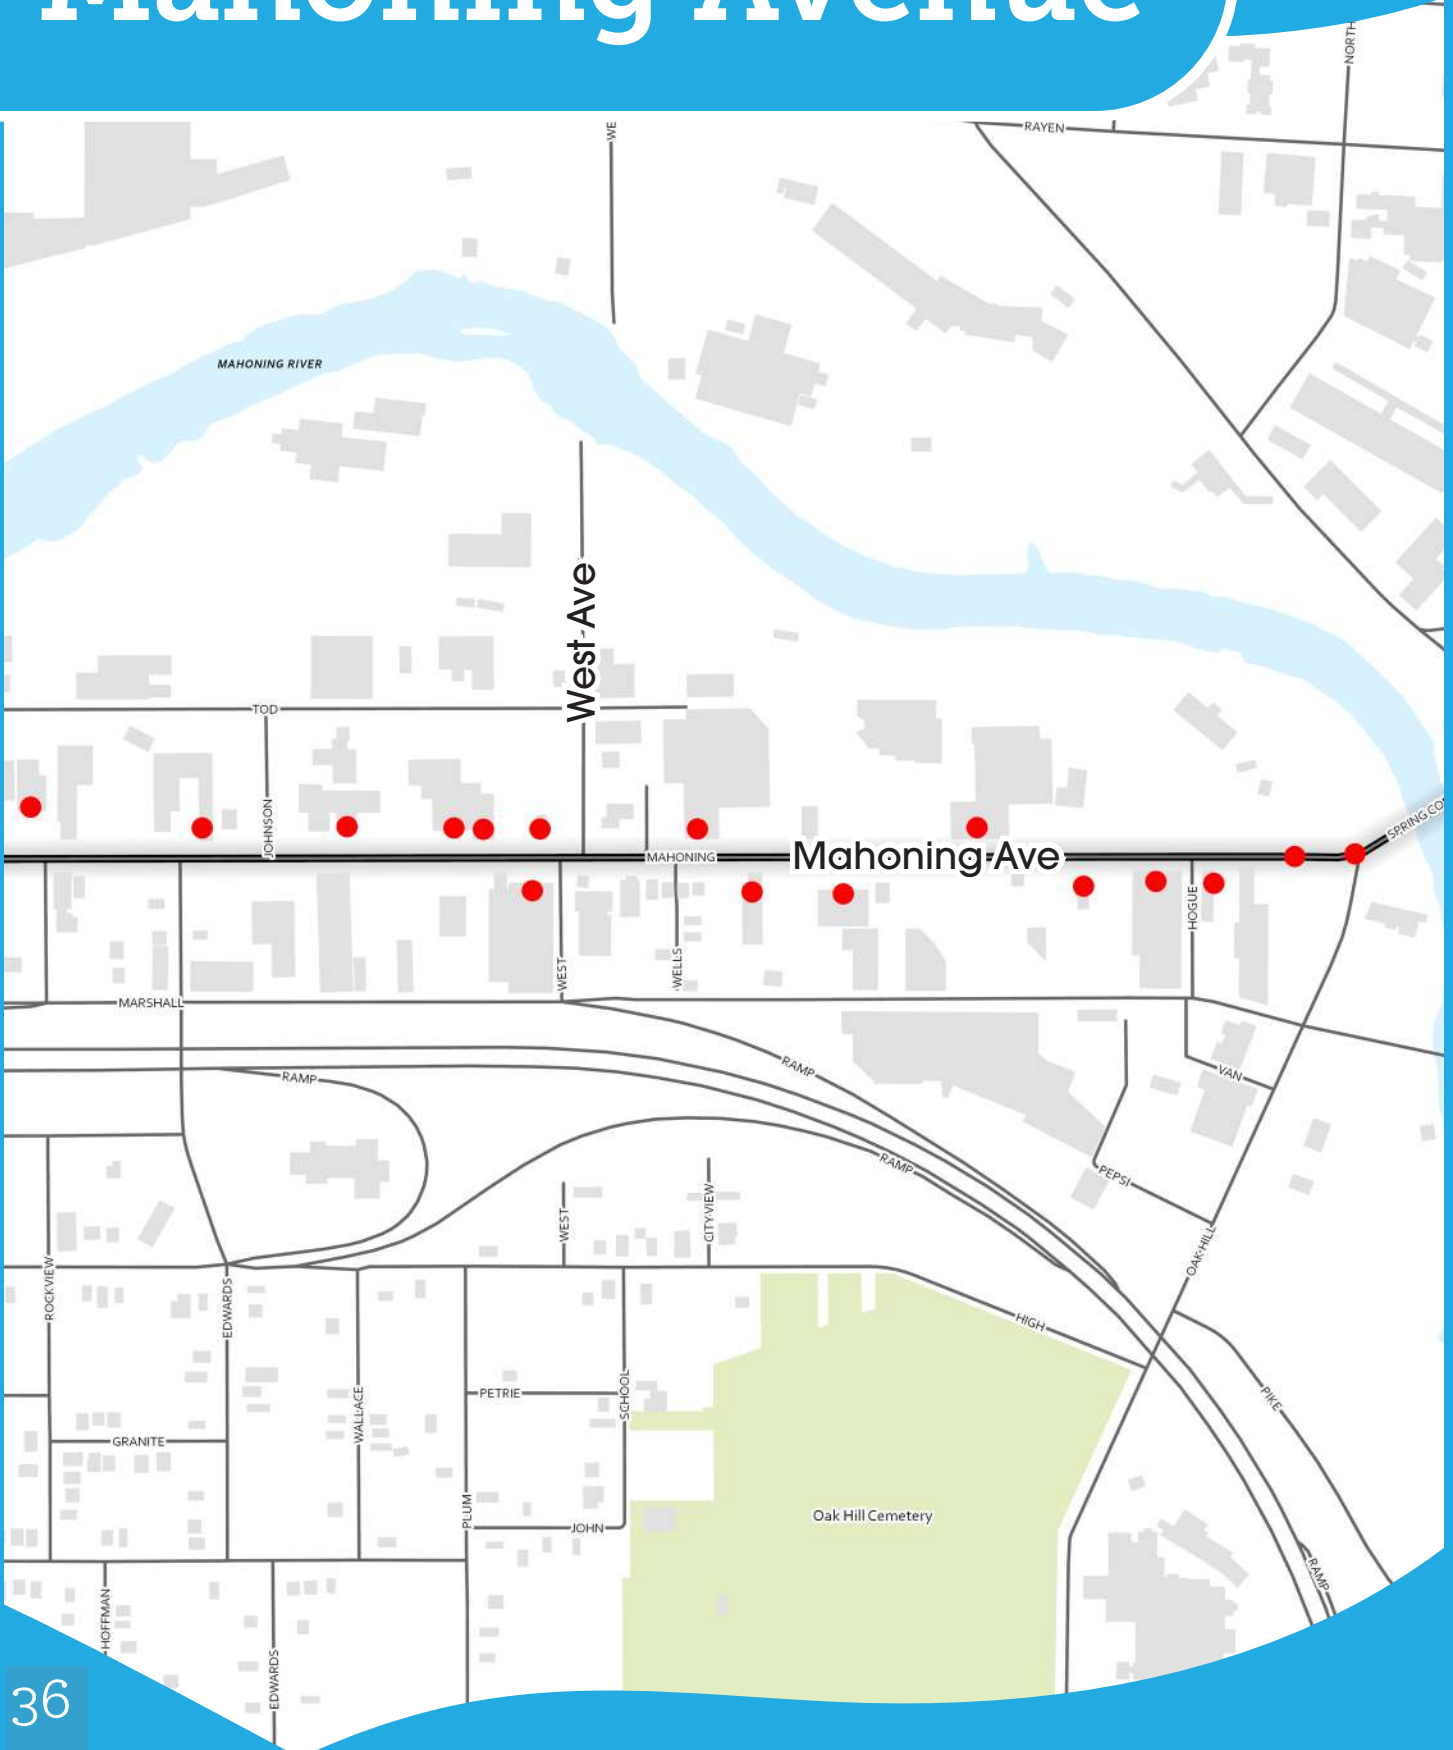 Mahoning Avenue
NORTH
RAYEN
WE
MAHONING RIVER
West Ave
TOD
JOHNSON
MAHONING
Mahoning Ave
SPRING CO
HOGUE
WEST
WELLS
MARSHALL
RAMP
RAMP
VAN
RAMP
PEPSI
WEST
CITY VIEW
OAK HILL
ROCKVIEW
EDWARDS
HIGH
PETRIE
SCHOOL
WALLACE
PIKE
GRANITE
PLUM
JOHN
Oak Hill Cemetery
RAMP
HOFFMAN
EDWARDS
36